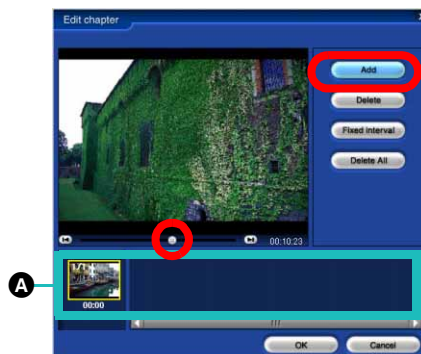 Edit chapter
Add
Delete
Fixed interval
Delete All
00:10:23
A
00:00
OK
Cancel